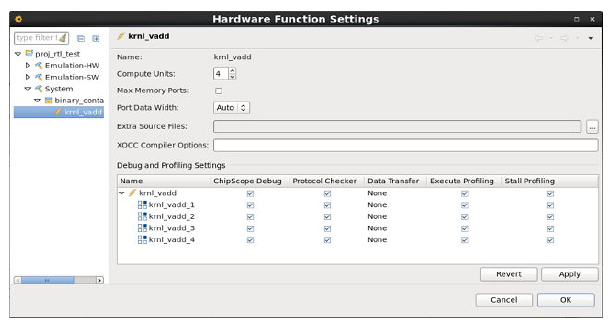 Hardware Function Settings
type filter t
krnl_vadd
proj_rtl_test
Emulation-HW
Emulation-SW
System
binary_conta
krnl_vadd
Name: krnl_vadd
Compute Units: 4
Max Memory Ports:
Port Data Width: Auto
Extra Source Files: ...
XOCC Compiler Options:
Debug and Profiling Settings
Name ChipScope Debug Protocol Checker Data Transfer Execute Profiling Stall Profiling
krnl_vadd None
krnl_vadd_1 None
krnl_vadd_2 None
krnl_vadd_3 None
krnl_vadd_4 None
Revert Apply
Cancel OK